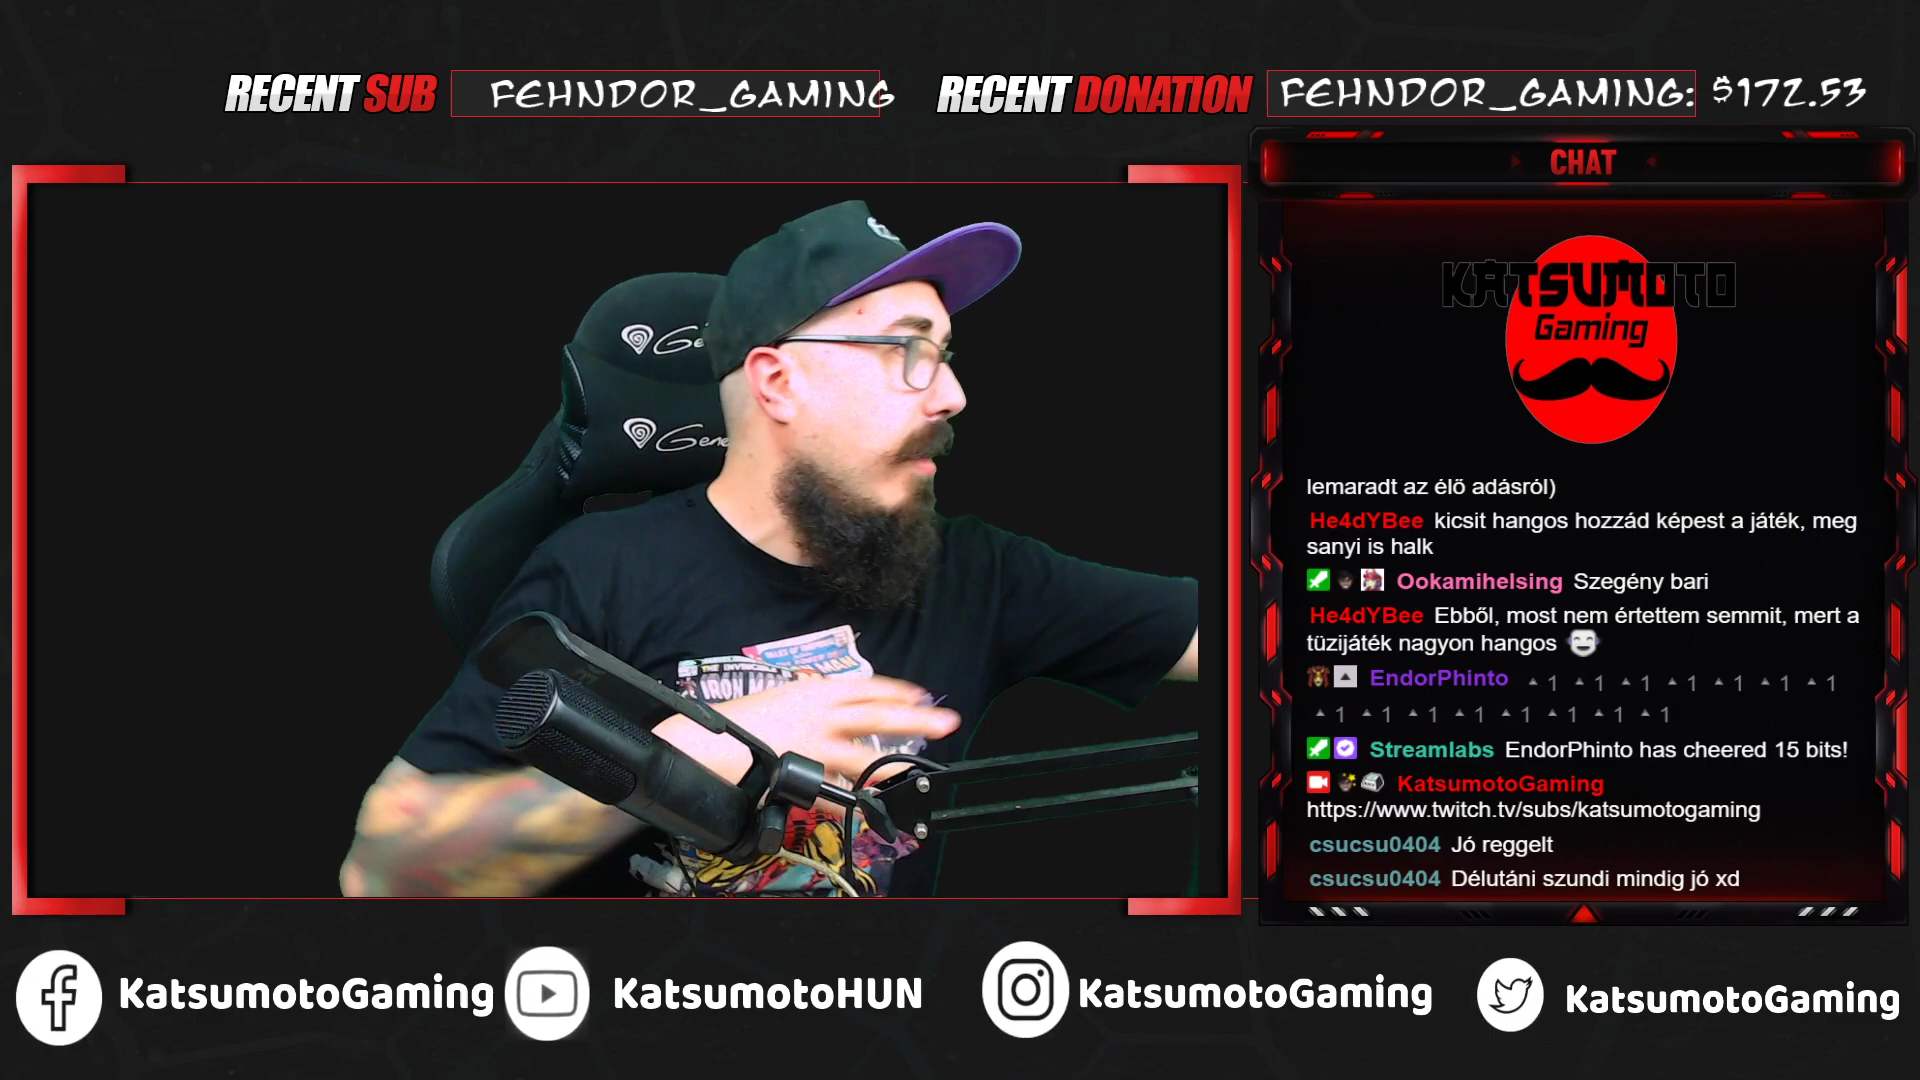 RECENT SUB
FEHNDOR_GAMING
RECENT DONATION
FEHNDOR_GAMING: $172.53
CHAT
KATSUMOTO
Gaming
lemaradt az élő adásról)
He4dYBee kicsit hangos hozzád képest a játék, meg
sanyi is halk
Ookamihelsing Szegény bari
He4dYBee Ebből, most nem értettem semmit, mert a
tüzijáték nagyon hangos
EndorPhinto 1 1 1 1 1 1 1
1 1 1 1 1 1 1 1
Streamlabs EndorPhinto has cheered 15 bits!
KatsumotoGaming
https://www.twitch.tv/subs/katsumotogaming
csucsu0404 Jó reggelt
csucsu0404 Délutáni szundi mindig jó xd
THE INVINCIBLE
IRON MAN
KatsumotoGaming
KatsumotoHUN
KatsumotoGaming
KatsumotoGaming